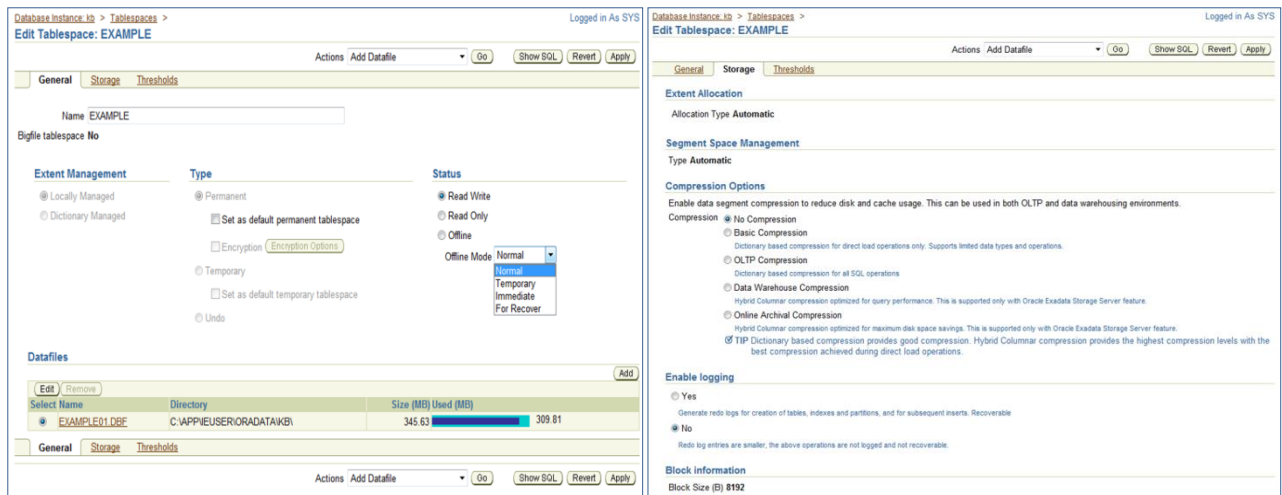 Database Instance: kb > Tablespaces >
Logged in As SYS
Edit Tablespace: EXAMPLE
Actions Add Datafile Go Show SQL Revert Apply
General Storage Thresholds
Name EXAMPLE
Bigfile tablespace No
Extent Management
Locally Managed
Dictionary Managed
Type
Permanent
Set as default permanent tablespace
Encryption Encryption Options
Temporary
Set as default temporary tablespace
Undo
Status
Read Write
Read Only
Offline
Offline Mode Normal
Normal
Temporary
Immediate
For Recover
Datafiles
Add
Edit Remove
Select Name Directory Size (MB) Used (MB)
EXAMPLE01.DBF C:\APP\IEUSER\ORADATA\KB\ 345.63 309.81
General Storage Thresholds
Actions Add Datafile Go Show SQL Revert Apply
Database Instance: kb > Tablespaces >
Logged in As SYS
Edit Tablespace: EXAMPLE
Actions Add Datafile Go Show SQL Revert Apply
General Storage Thresholds
Extent Allocation
Allocation Type Automatic
Segment Space Management
Type Automatic
Compression Options
Enable data segment compression to reduce disk and cache usage. This can be used in both OLTP and data warehousing environments.
Compression No Compression
Basic Compression
Dictionary based compression for direct load operations only. Supports limited data types and operations.
OLTP Compression
Dictionary based compression for all SQL operations
Data Warehouse Compression
Hybrid Columnar compression optimized for query performance. This is supported only with Oracle Exadata Storage Server feature.
Online Archival Compression
Hybrid Columnar compression optimized for maximum disk space savings. This is supported only with Oracle Exadata Storage Server feature.
TIP Dictionary based compression provides good compression. Hybrid Columnar compression provides the highest compression levels with the
best compression achieved during direct load operations.
Enable logging
Yes
Generate redo logs for creation of tables, indexes and partitions, and for subsequent inserts. Recoverable
No
Redo log entries are smaller, the above operations are not logged and not recoverable.
Block information
Block Size (B) 8192